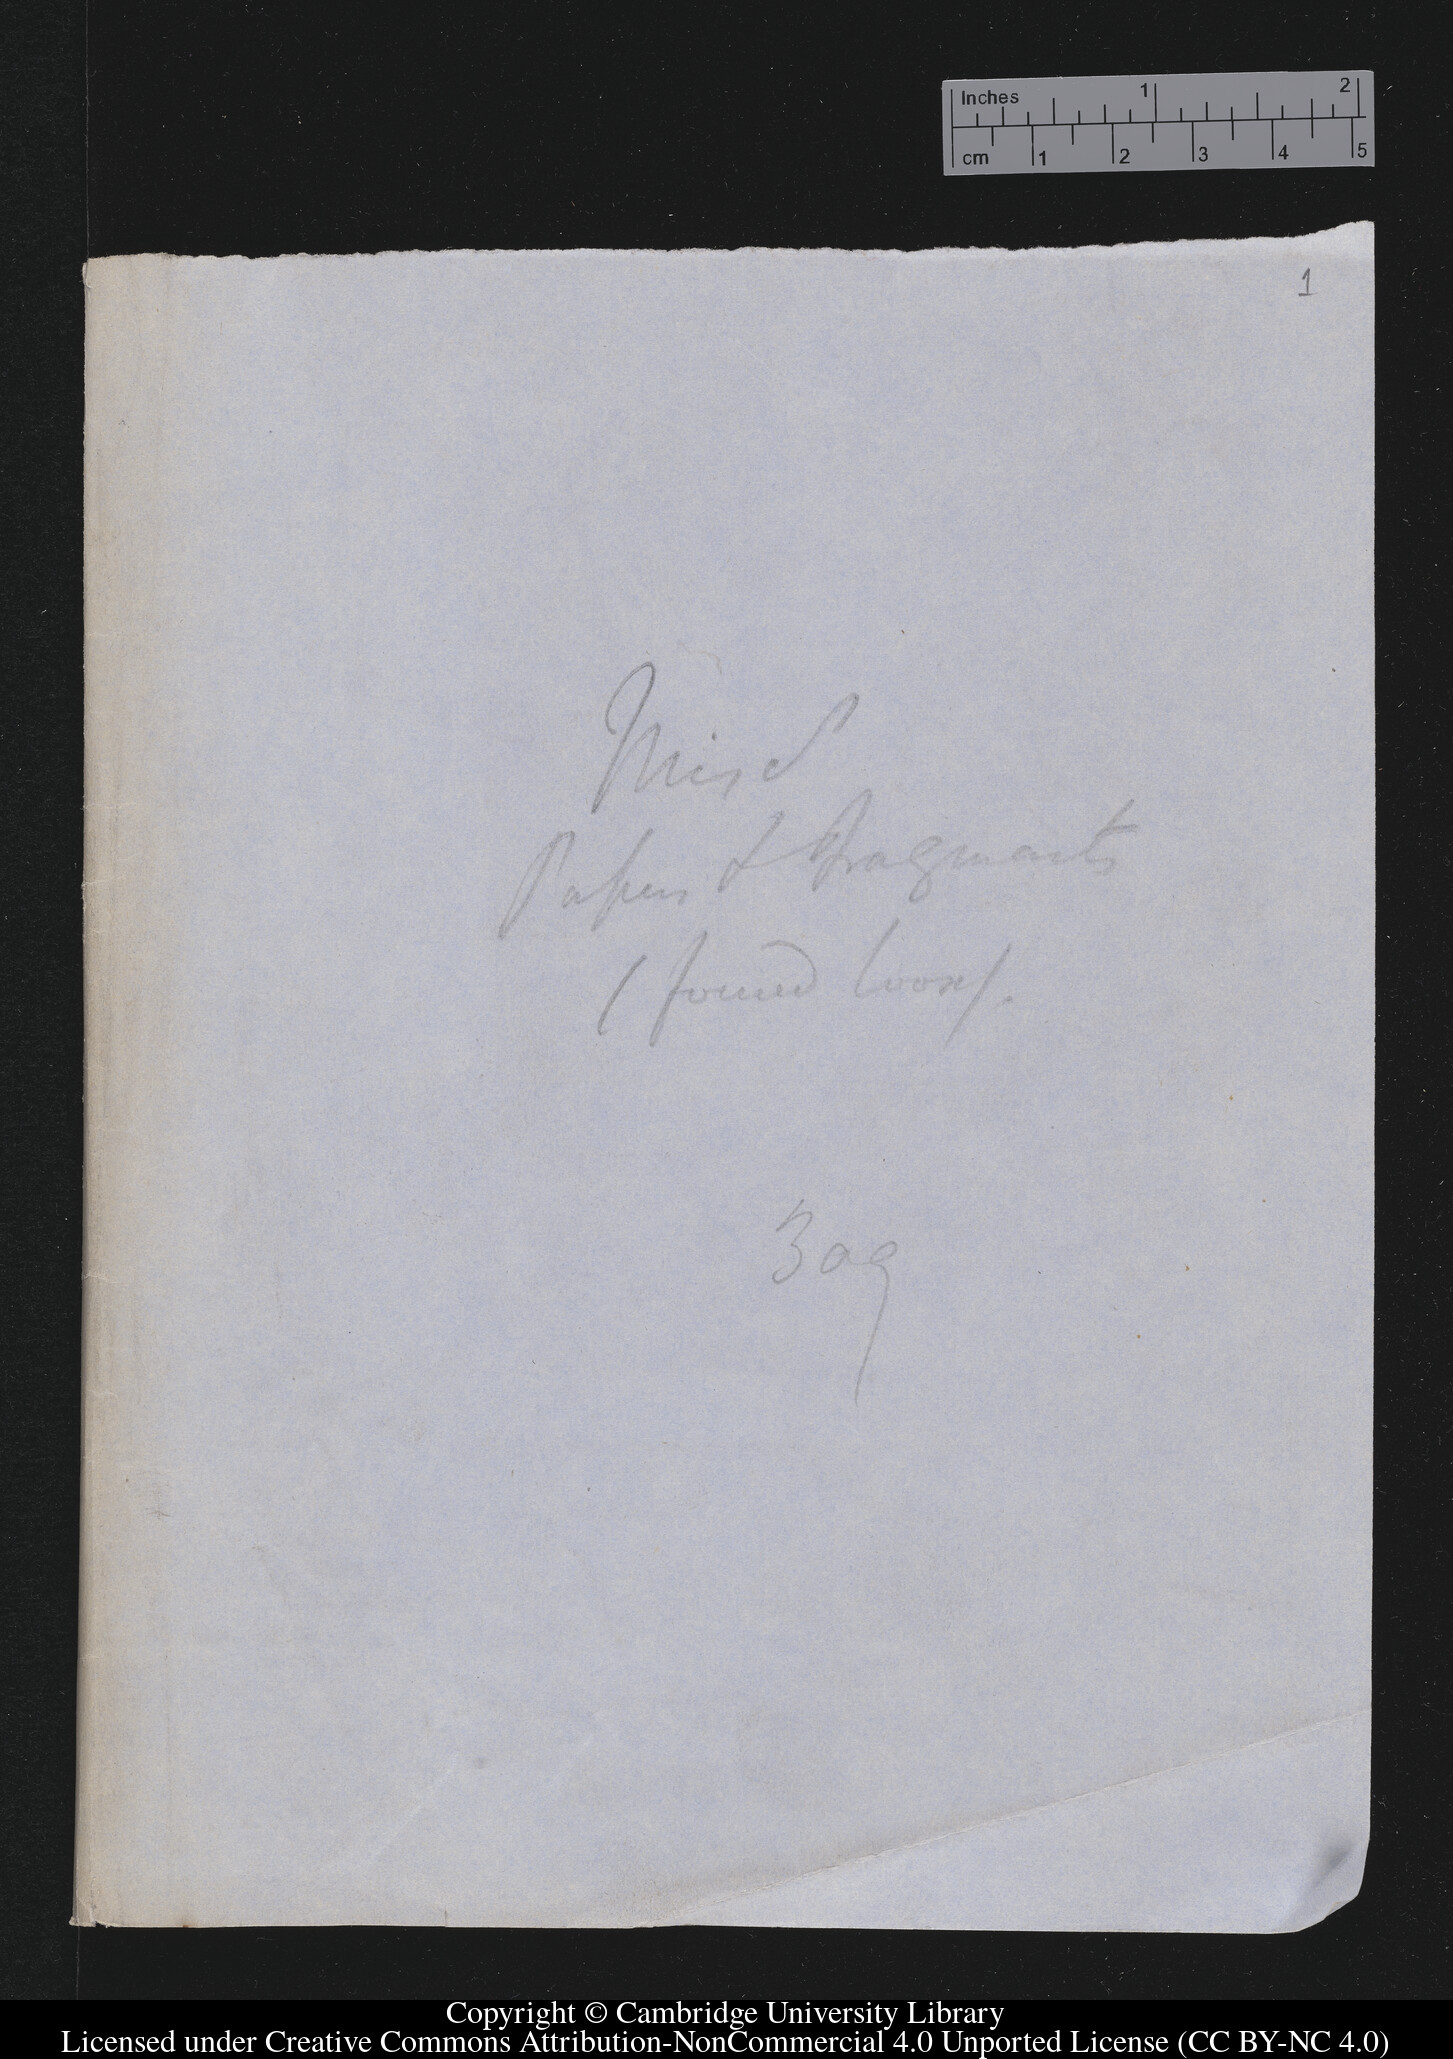 Inches 1 2
cm 1 2 3 4 5
1
Misc
Papers & Fragments
(found loose).
Copyright © Cambridge University Library
Licensed under Creative Commons Attribution-NonCommercial 4.0 Unported License (CC BY-NC 4.0)